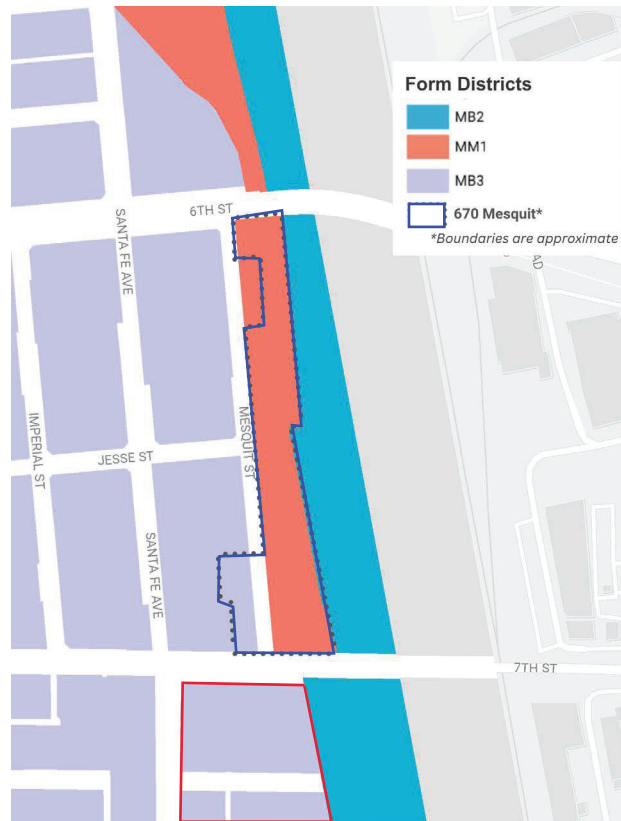 Form Districts
MB2
MM1
MB3
670 Mesquit*
*Boundaries are approximate
6TH ST
SANTA FE AVE
AD
MESQUIT ST
IMPERIAL ST
JESSE ST
SANTA FE AVE
7TH ST